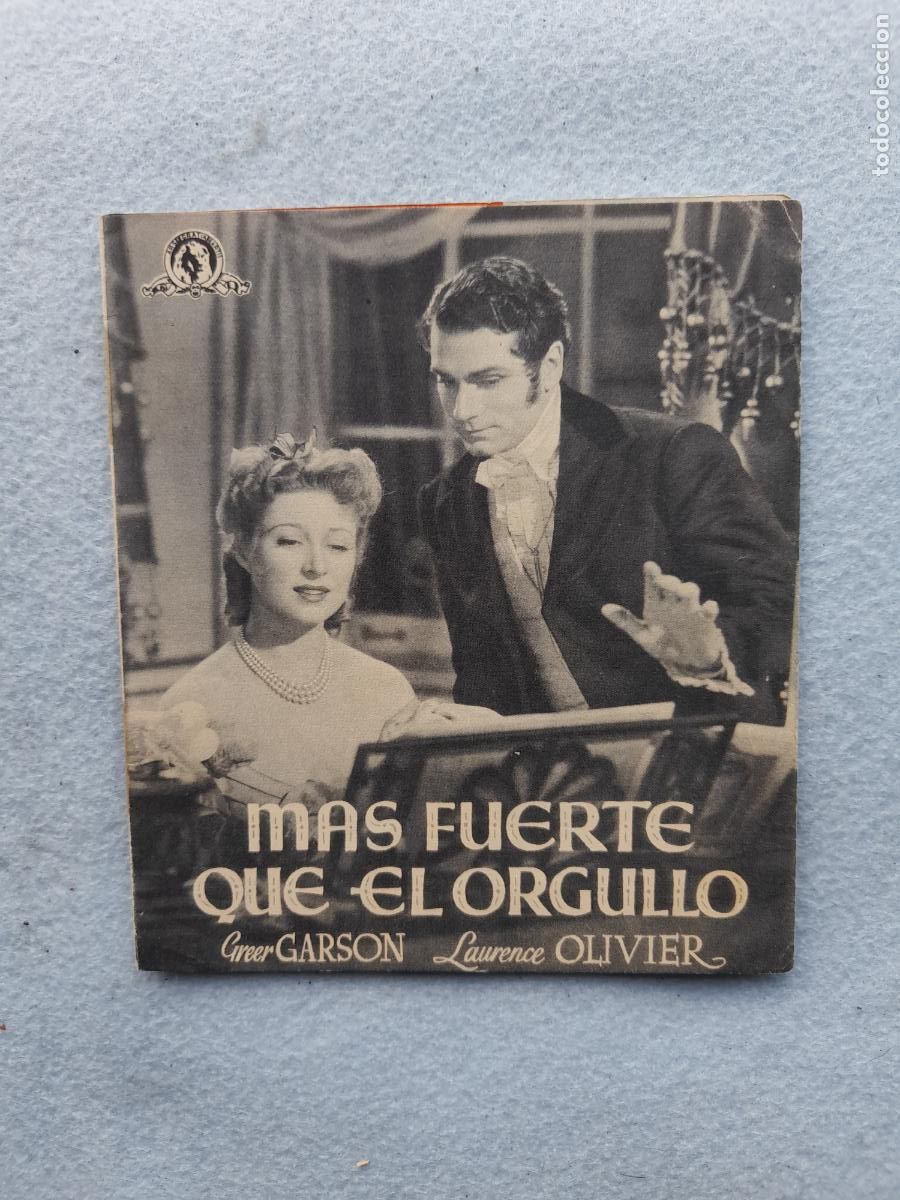 MAS FUERTE
QUE EL ORGULLO
Greer GARSON Laurence OLIVIER
todocoleccion